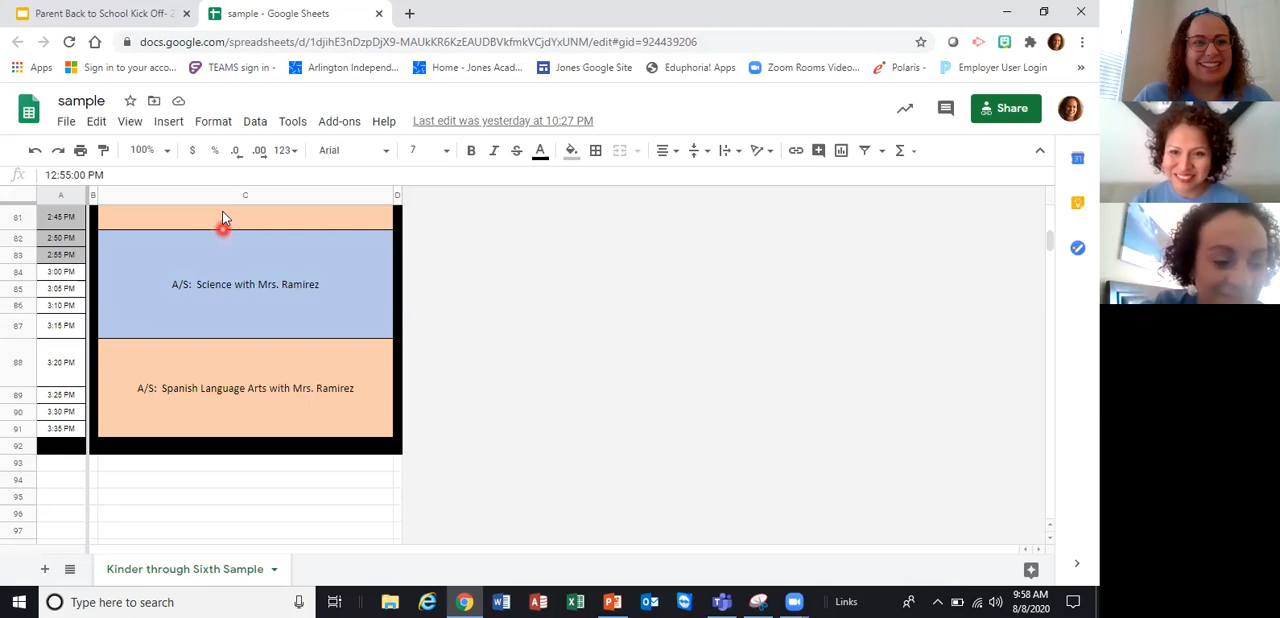 Parent Back to School Kick Off- 2
sample - Google Sheets
docs.google.com/spreadsheets/d/
/edit#gid=924439206
Apps
Sign in to your acco...
TEAMS sign in -
Arlington Independ...
Home - Jones
Jones Google Site
Eduphorial Apps
Zoom Rooms Video...
Polaris -
Employer User Login
»
sample
File Edit View Insert Format Data Tools Add-ons Help
Last edit was yesterday at 10:27 PM
Share
100% $ % .0 .00 123 Arial 7 B I S A
fx 12:55:00 PM
A B C D
81 2:45 PM
82 2:50 PM
83 2:55 PM
84 3:00 PM
85 3:05 PM
86 3:10 PM
87 3:15 PM
88 3:20 PM
89 3:25 PM
90 3:30 PM
91 3:35 PM
92
93
94
95
96
97
A/S: Science with Mrs. Ramirez
A/S: Spanish Language Arts with Mrs. Ramirez
31
Kinder through Sixth Sample
Type here to search
Links
9:58 AM
8/8/2020